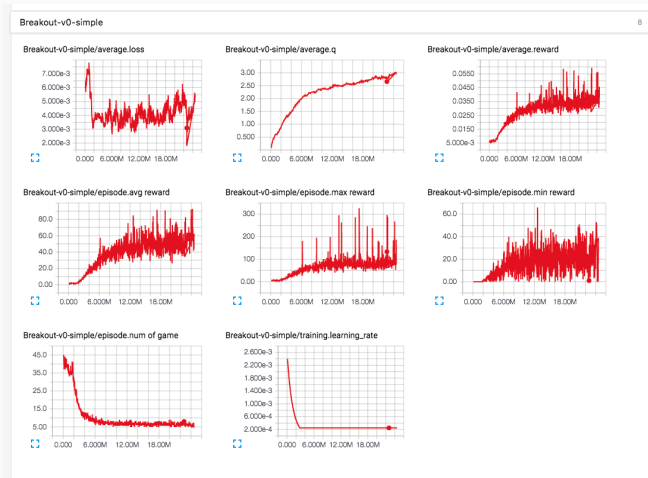 Breakout-v0-simple 8
Breakout-v0-simple/average.loss
7.000e-3
6.000e-3
5.000e-3
4.000e-3
3.000e-3
2.000e-3
0.000 6.000M 12.00M 18.00M
Breakout-v0-simple/average.q
3.00
2.50
2.00
1.50
1.00
0.500
0.000 6.000M 12.00M 18.00M
Breakout-v0-simple/average.reward
0.0550
0.0450
0.0350
0.0250
0.0150
5.000e-3
0.000 6.000M 12.00M 18.00M
Breakout-v0-simple/episode.avg reward
80.0
60.0
40.0
20.0
0.00
0.000 6.000M 12.00M 18.00M
Breakout-v0-simple/episode.max reward
300
200
100
0.00
0.000 6.000M 12.00M 18.00M
Breakout-v0-simple/episode.min reward
60.0
40.0
20.0
0.00
0.000 6.000M 12.00M 18.00M
Breakout-v0-simple/episode.num of game
45.0
35.0
25.0
15.0
5.00
0.000 6.000M 12.00M 18.00M
Breakout-v0-simple/training.learning_rate
2.600e-3
2.200e-3
1.800e-3
1.400e-3
1.000e-3
6.000e-4
2.000e-4
0.000 6.000M 12.00M 18.00M